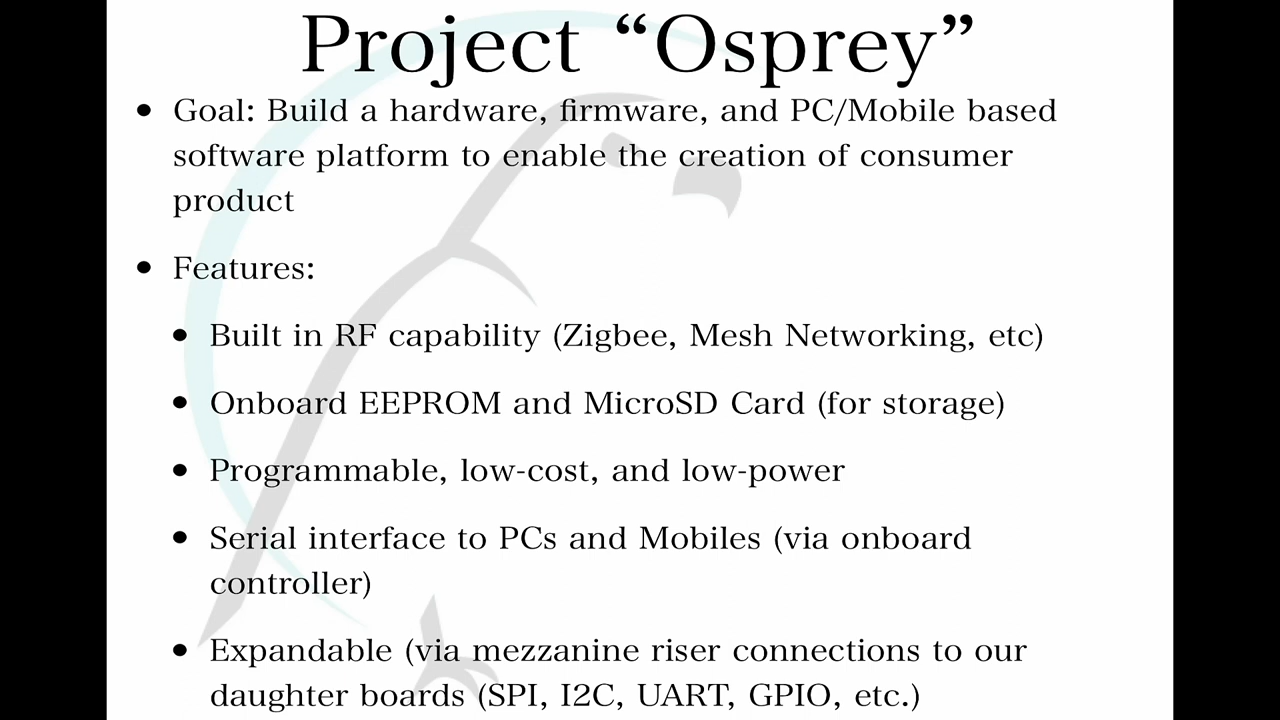 Project “Osprey”
• Goal: Build a hardware, firmware, and PC/Mobile based
software platform to enable the creation of consumer
product
• Features:
• Built in RF capability (Zigbee, Mesh Networking, etc)
• Onboard EEPROM and MicroSD Card (for storage)
• Programmable, low-cost, and low-power
• Serial interface to PCs and Mobiles (via onboard
controller)
• Expandable (via mezzanine riser connections to our
daughter boards (SPI, I2C, UART, GPIO, etc.)